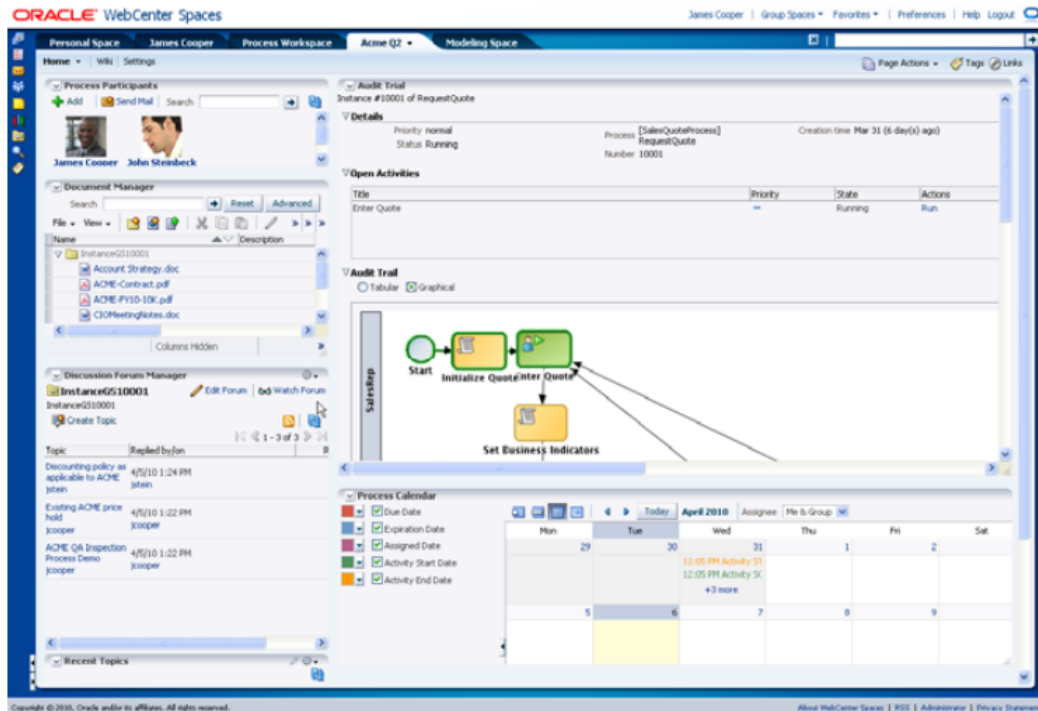 ORACLE WebCenter Spaces
James Cooper | Group Spaces | Favorites | Preferences | Help Logout
Personal Space James Cooper Process Workspace Acme Q2 Modeling Space
Home Wiki Settings
Page Actions Tags Links
Process Participants
Add Send Mail Search
James Cooper John Steinbeck
Document Manager
Search Reset Advanced
File View
Name Description
InstanceGS10001
Account Strategy.doc
ACME-Contract.pdf
ACME-FY10-10K.pdf
CIOMeetingNotes.doc
Columns Hidden
Discussion Forum Manager
InstanceGS10001 Edit Forum Watch Forum
InstanceGS10001
Create Topic
1 - 3 of 3
Topic Replied by/on R
Discounting policy as applicable to ACME
jstein
4/5/10 1:24 PM
jstein
Existing ACME price hold
jcooper
4/5/10 1:22 PM
jcooper
ACME QA Inspection Process Demo
jcooper
4/5/10 1:22 PM
jcooper
Recent Topics
Audit Trial
Instance #10001 of RequestQuote
Details
Priority normal
Status Running
Process [SalesQuoteProcess] RequestQuote
Number 10001
Creation time Mar 31 (6 day(s) ago)
Open Activities
Title Priority State Actions
Enter Quote Running Run
Audit Trail
Tabular Graphical
SalesRep
Start Initialize Quote Enter Quote
Set Business Indicators
Process Calendar
Due Date
Expiration Date
Assigned Date
Activity Start Date
Activity End Date
Today April 2010 Assignee Me & Group
Mon Tue Wed Thu Fri Sat
29 30 31 1 2
12:05 PM Activity ST
12:05 PM Activity SC
+3 more
5 6 7 8 9
Copyright © 2010, Oracle and/or its affiliates. All rights reserved.
About WebCenter Spaces | RSS | Administrator | Privacy Statement